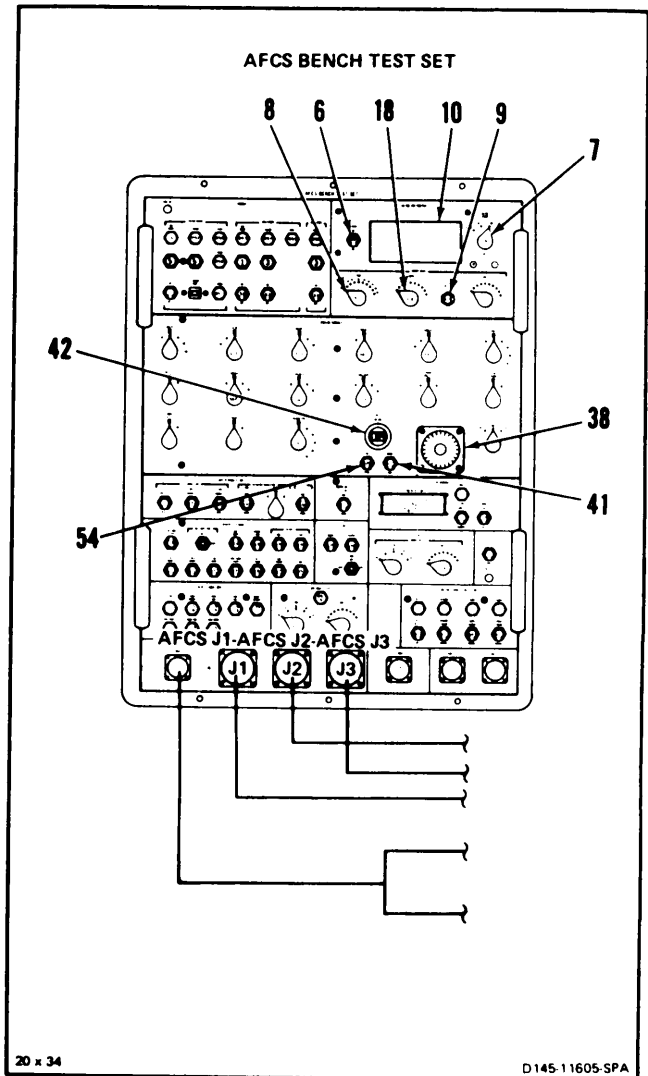 AFCS BENCH TEST SET
8 6 18 10 9
7
42
38
54
41
AFCS J1-AFCS J2-AFCS J3
J1 J2 J3
20 x 34
D145-11605-SPA